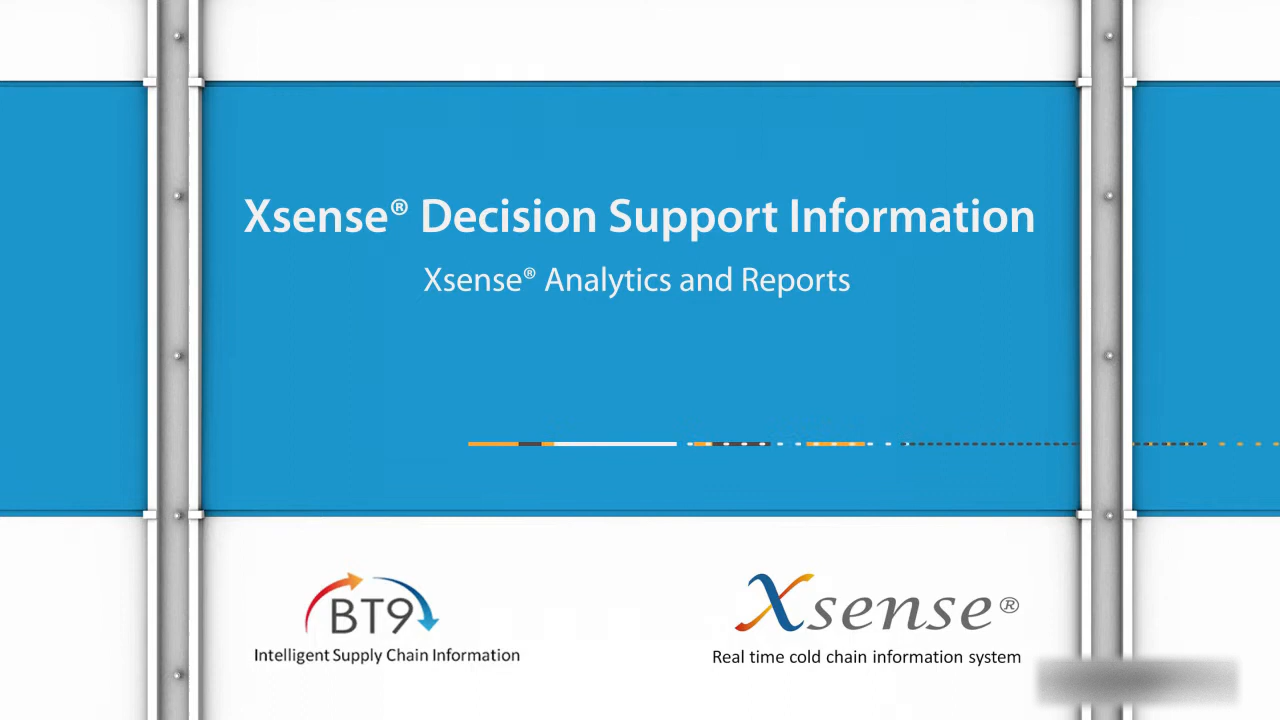 Xsense® Decision Support Information
Xsense® Analytics and Reports
BT9
Intelligent Supply Chain Information
Xsense®
Real time cold chain information system